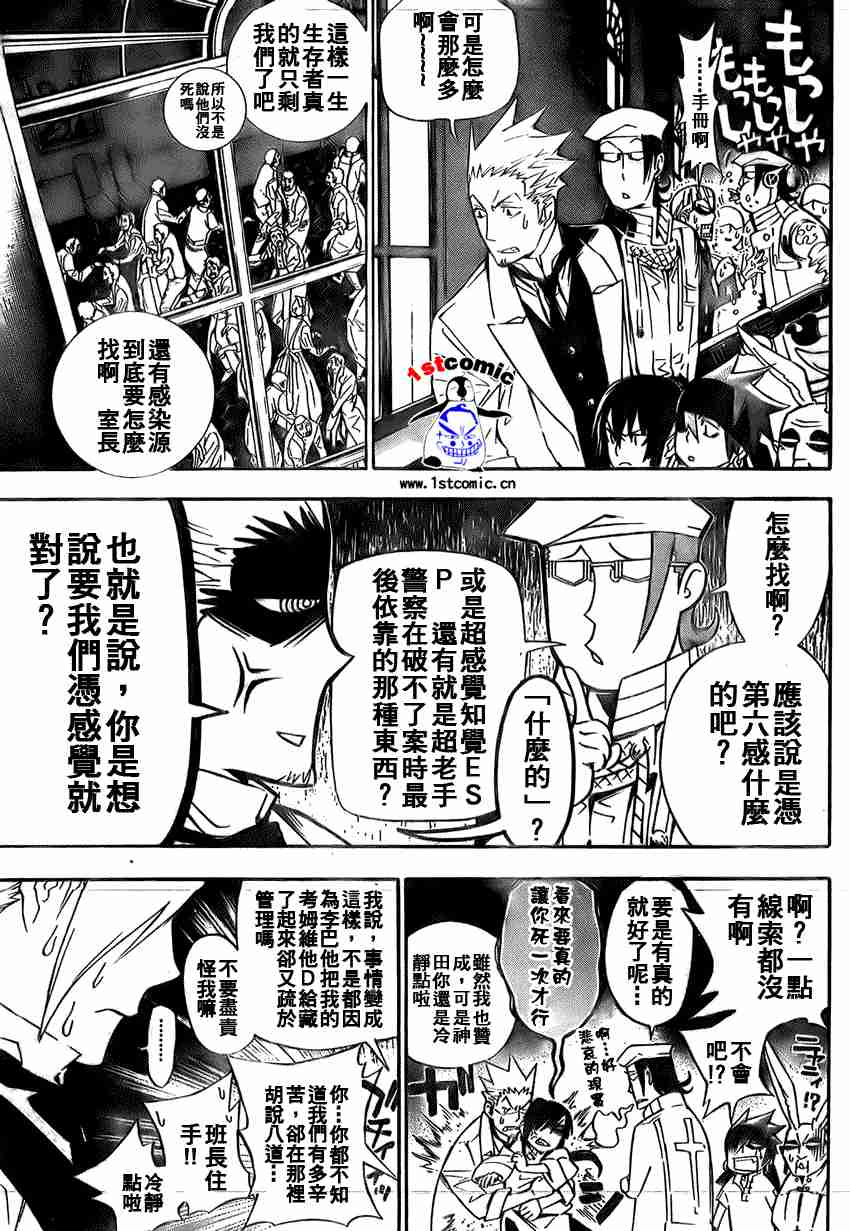 もっしゃ
もっしゃ
もっしゃ
……手冊啊
可是怎麼
會那麼多
啊~~~~
這樣一生
生存者真
的就只剩
我們了吧
所以不是
說他們沒
死嗎
還有感染源
到底要怎麼
找啊 室長
1stcomic
www.1stcomic.cn
怎麼找啊？
應該說是憑
第六感什麼
的吧？
「什麼的」？
或是超感覺知覺ES
P 還有就是超老手
警察在破不了案時最
後依靠的那種東西？
也就是說，你是想
說要我們憑感覺就
對了？
啊？一點
線索都沒
有啊
不會
吧!?
要是有真的
就好了呢…
看來要真的
讓你死一次才行
啊…好
悲哀的現實
雖然我也贊
成，可是神
田你還是冷
靜點啦
我說，事情變成
這樣，不是都因
為李巴他把我的
考姆維他D給藏
了起來卻又疏於
管理嗎
不要盡責
怪我嘛
………
你…你都不知
道我們有多辛
苦，卻在那裡
胡說八道…
班長住
手!!
冷靜
點啦